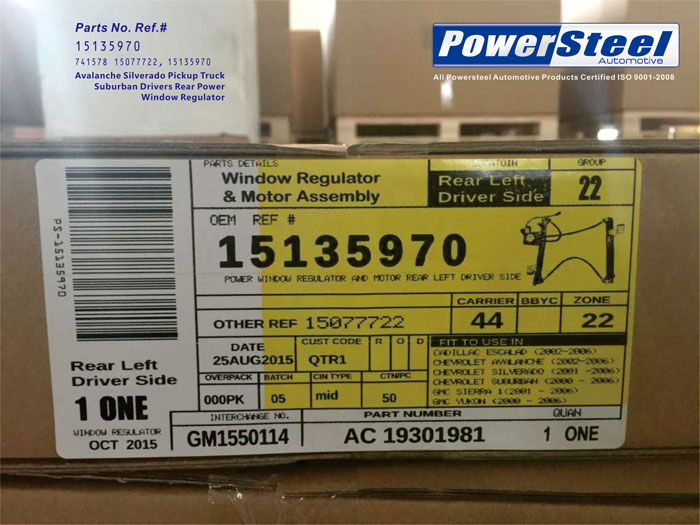 Parts No. Ref.#
15135970
741578 15077722, 15135970
Avalanche Silverado Pickup Truck
Suburban Drivers Rear Power
Window Regulator
PowerSteel
Automotive
All Powersteel Automotive Products Certified ISO 9001-2008
PS-15135970
Rear Left
Driver Side
1 ONE
WINDOW REGULATOR
OCT 2015
PARTS DETAILS
Window Regulator
& Motor Assembly
Rear Left
Driver Side
GROUP
22
OEM REF #
15135970
POWER WINDOW REGULATOR AND MOTOR REAR LEFT DRIVER SIDE
OTHER REF 15077722
CARRIER BBYC ZONE
44 22
DATE CUST CODE R O D
25AUG2015 QTR1
OVERPACK BATCH CIN TYPE CTN/PC
000PK 05 mid 50
FIT TO USE IN
CADILLAC ESCALAD (2002-2006)
CHEVROLET AVALANCHE (2002-2006)
CHEVROLET SILVERADO (2001 -2006)
CHEVROLET SUBURBAN (2000 - 2006)
GMC SIERRA 1(2001 - 2006)
GMC YUKON (2000 - 2006)
INTERCHANGE NO. PART NUMBER QUAN
GM1550114 AC 19301981 1 ONE